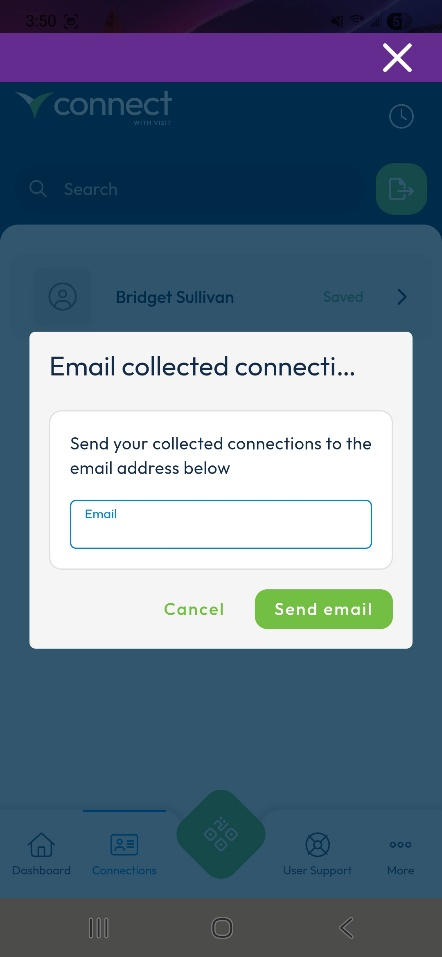 3:50
connect
WITH VISIT
Search
Bridget Sullivan
Saved
Email collected connecti...
Send your collected connections to the
email address below
Email
Cancel
Send email
Dashboard
Connections
User Support
More